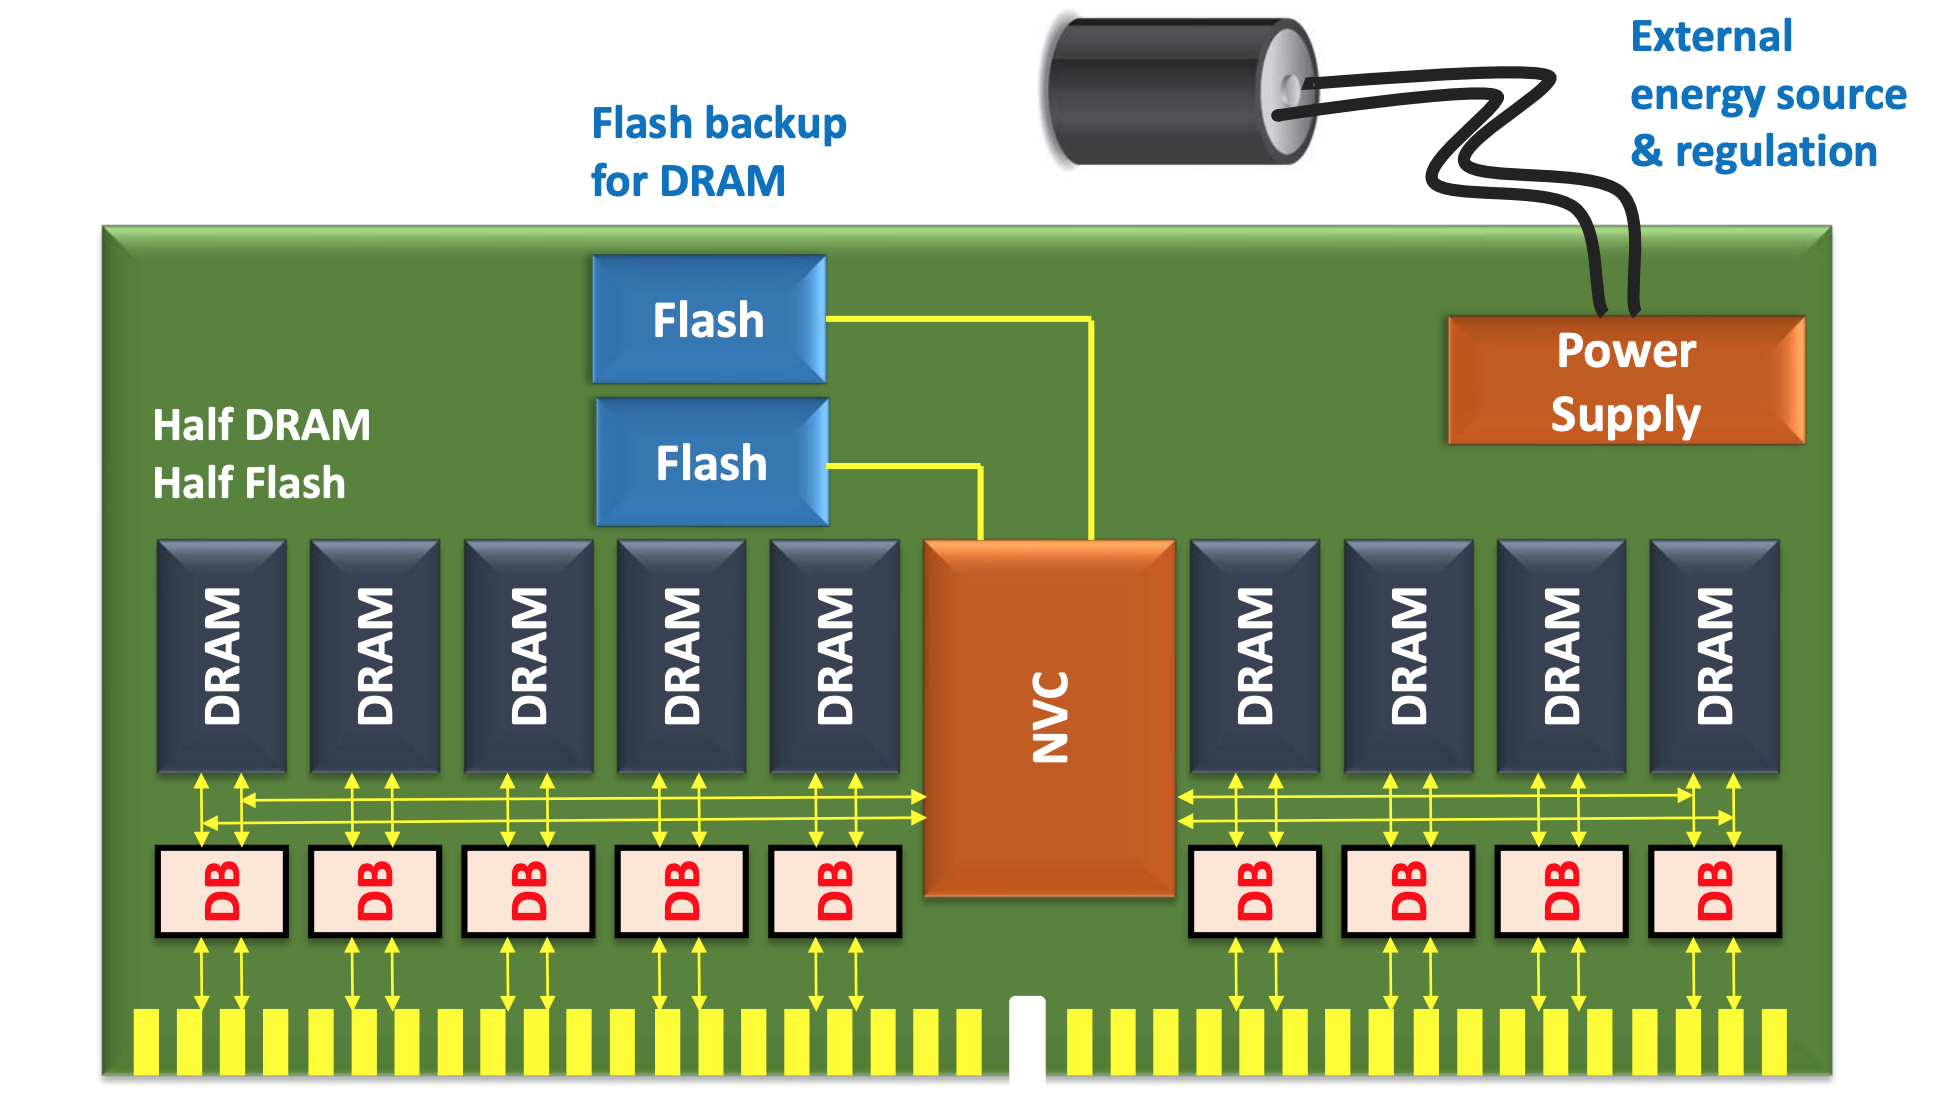 External
energy source
& regulation
Flash backup
for DRAM
Flash
Power
Supply
Half DRAM
Half Flash
Flash
DRAM
DRAM
DRAM
DRAM
DRAM
NVC
DRAM
DRAM
DRAM
DRAM
DB
DB
DB
DB
DB
DB
DB
DB
DB